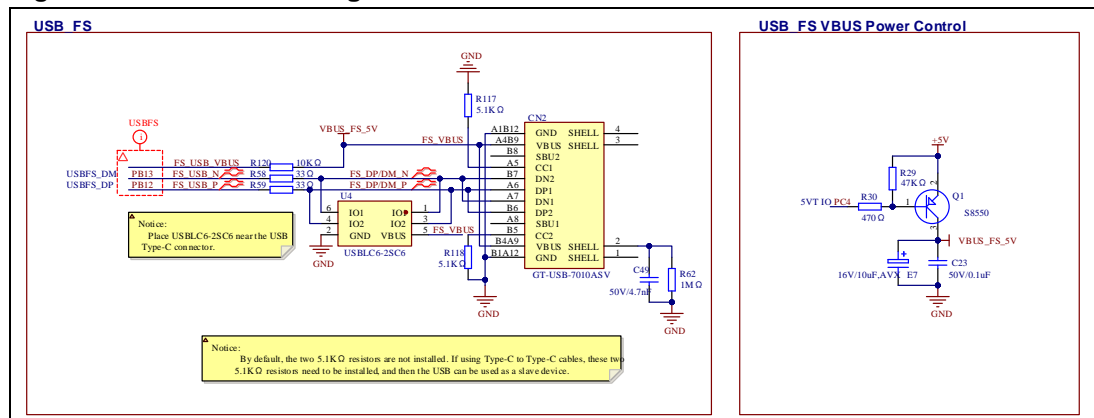 USB_FS
USB_FS VBUS Power Control
GND
R117
5.1KΩ
CN2
USBFS
i
VBUS_FS_5V
FS_VBUS
A1B12 GND SHELL 4
A4B9 VBUS SHELL 3
B8 SBU2
A5 CC1
B7 DN2
A6 DP1
A7 DN1
B6 DP2
A8 SBU1
B5 CC2
B4A9 VBUS SHELL 2
B1A12 GND SHELL 1
GT-USB-7010ASV
FS_USB_VBUS R120 10KΩ
USBFS_DM PB13 FS_USB_N R58 33Ω FS_DP/DM_N
USBFS_DP PB12 FS_USB_P R59 33Ω FS_DP/DM_P
U4
6 IO1 IO1 1
4 IO2 IO2 3
2 GND VBUS 5 FS_VBUS
USBLC6-2SC6
GND
Notice:
Place USBLC6-2SC6 near the USB
Type-C connector.
R118
5.1KΩ
GND
C49
50V/4.7nF
R62
1MΩ
GND
Notice:
By default, the two 5.1KΩ resistors are not installed. If using Type-C to Type-C cables, these two
5.1KΩ resistors need to be installed, and then the USB can be used as a slave device.
+5V
R29
47KΩ
2
Q1
5VT IO PC4 R30 1
470Ω
S8550
3
VBUS_FS_5V
+
16V/10uF,AVX E7
C23
50V/0.1uF
GND